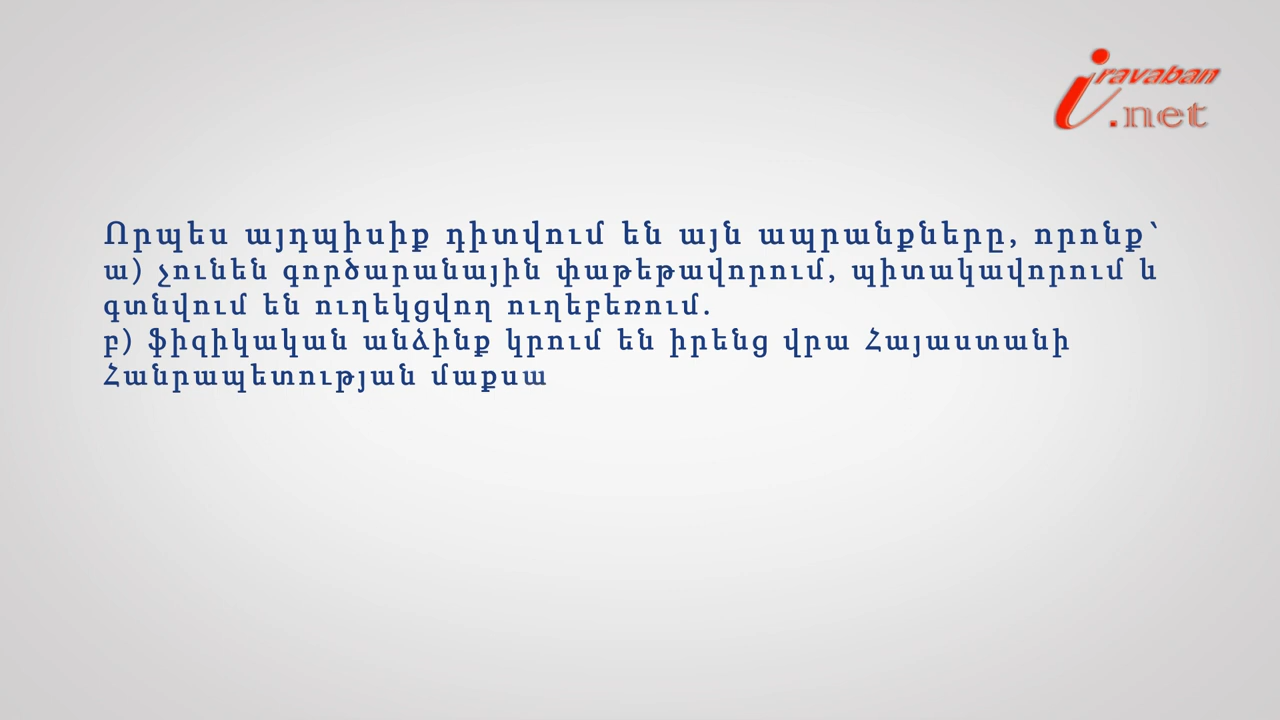 iravaban
.net
Որպես այդպիսիք դիտվում են այն ապրանքները, որոնք՝
ա) չունեն գործարանային փաթեթավորում, պիտակավորում և
գտնվում են ուղեկցվող ուղեբեռում.
բ) ֆիզիկական անձինք կրում են իրենց վրա Հայաստանի
Հանրապետության մաքսա